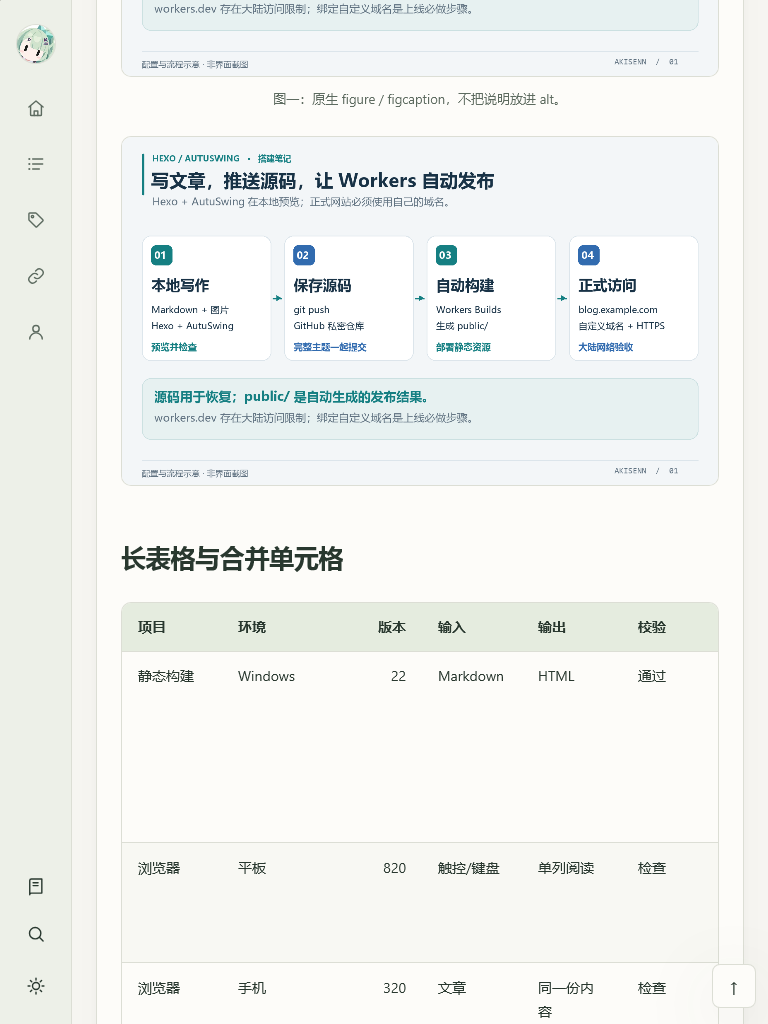 workers.dev 存在大陆访问限制；绑定自定义域名是上线必做步骤。
配置与流程示意 · 非界面截图
AKISENN / 01
图一：原生 figure / figcaption，不把说明放进 alt。
HEXO / AUTUSWING • 搭建笔记
写文章，推送源码，让 Workers 自动发布
Hexo + AutuSwing 在本地预览；正式网站必须使用自己的域名。
01
本地写作
Markdown + 图片
Hexo + AutuSwing
预览并检查
02
保存源码
git push
GitHub 私密仓库
完整主题一起提交
03
自动构建
Workers Builds
生成 public/
部署静态资源
04
正式访问
blog.example.com
自定义域名 + HTTPS
大陆网络验收
源码用于恢复；public/ 是自动生成的发布结果。
workers.dev 存在大陆访问限制；绑定自定义域名是上线必做步骤。
配置与流程示意 · 非界面截图
AKISENN / 01
长表格与合并单元格
项目 环境 版本 输入 输出 校验
静态构建 Windows 22 Markdown HTML 通过
浏览器 平板 820 触控/键盘 单列阅读 检查
浏览器 手机 320 文章 同一份内 检查
容